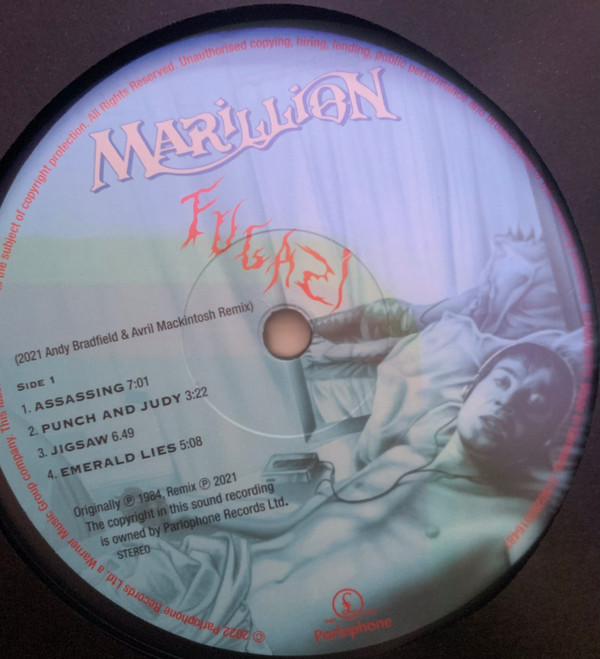 is the subject of copyright protection. All Rights Reserved. Unauthorised copying, hiring, lending, public performance and
MARILLION
FUGAZI
(2021 Andy Bradfield & Avril Mackintosh Remix)
SIDE 1
1. ASSASSING 7:01
2. PUNCH AND JUDY 3:22
3. JIGSAW 6.49
4. EMERALD LIES 5:08
Originally ℗ 1984, Remix ℗ 2021
The copyright in this sound recording
is owned by Parlophone Records Ltd.
STEREO
£
Parlophone
© 2022 Parlophone Records Ltd. a Warner Music Group company. This